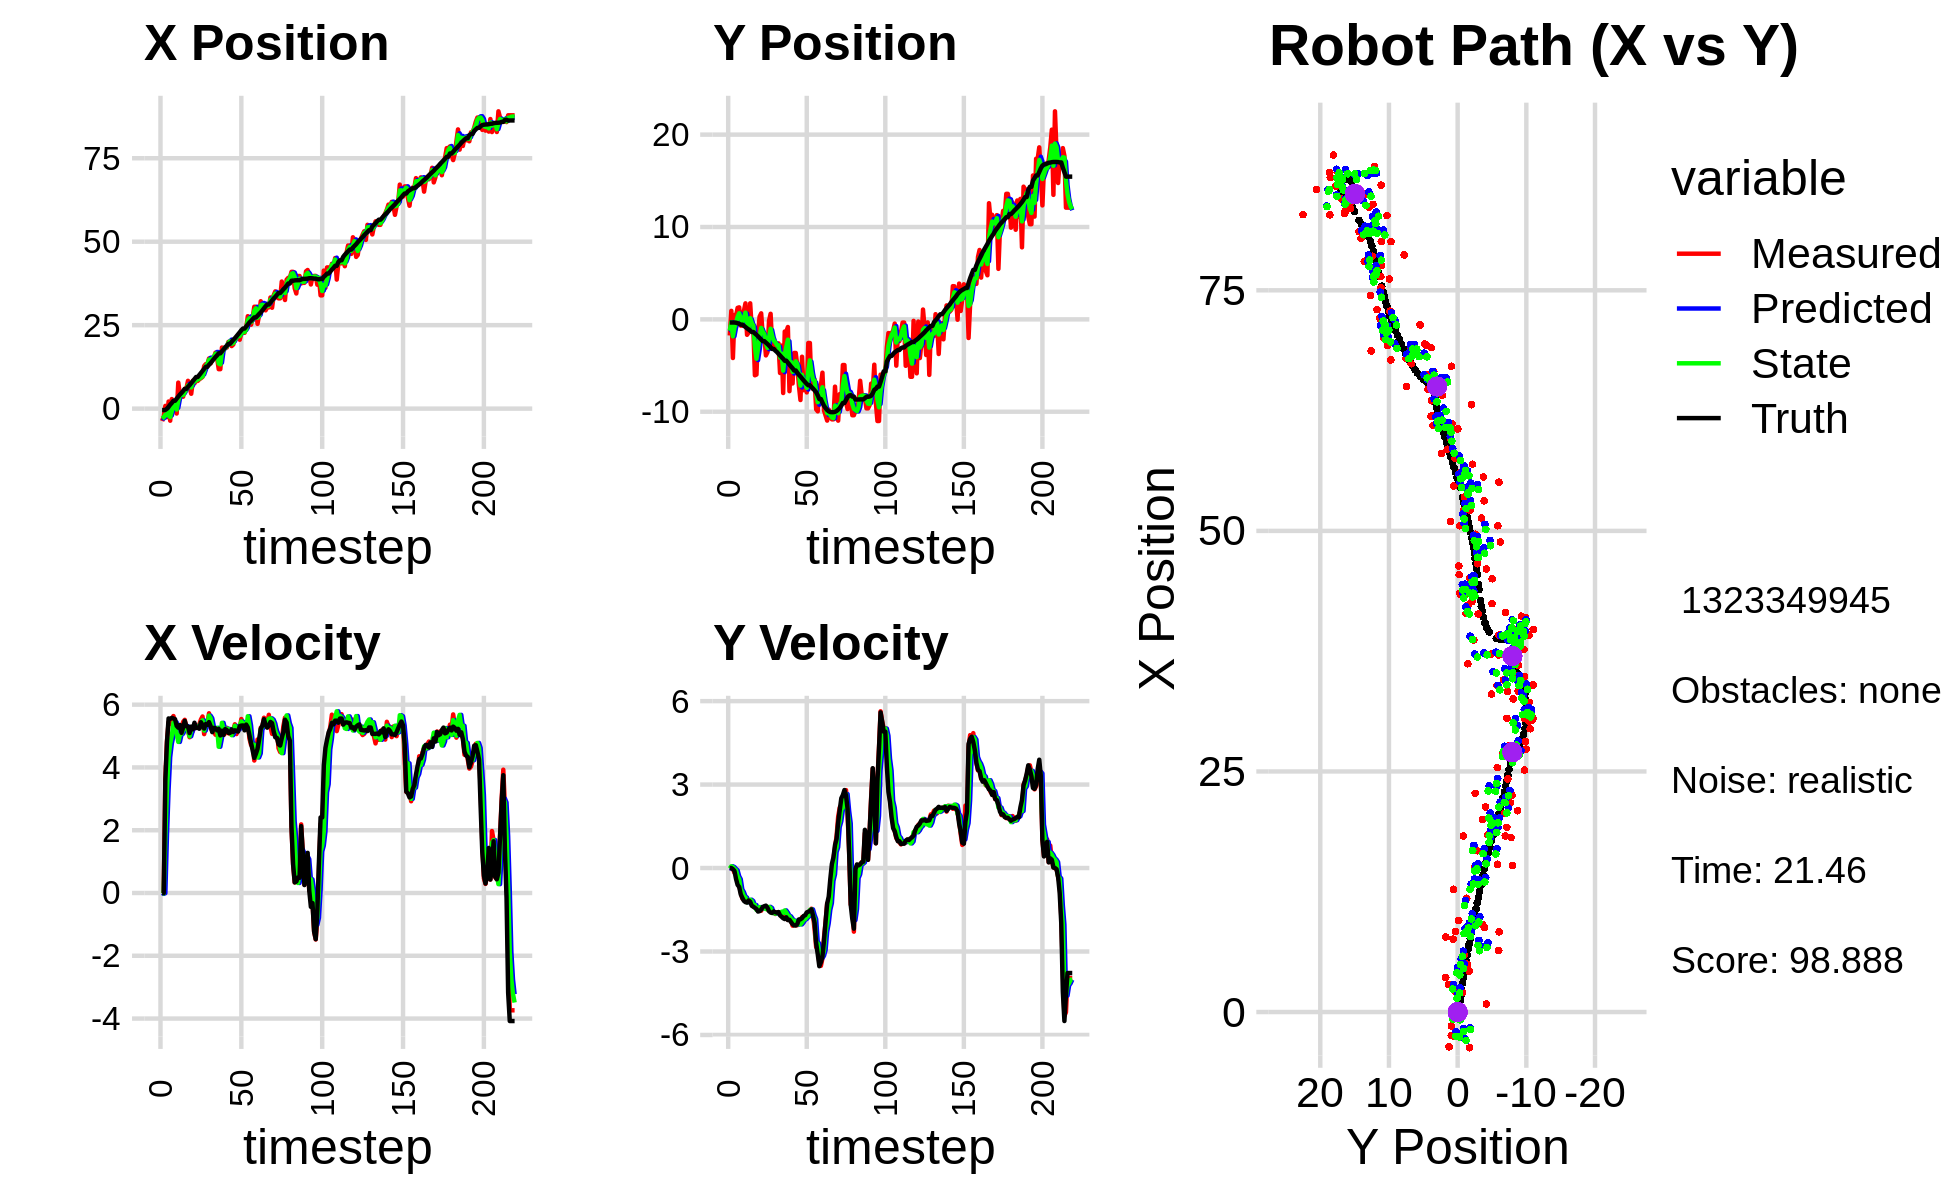 X Position
75
50
25
0
0 50 100 150 200
timestep
Y Position
20
10
0
-10
0 50 100 150 200
timestep
X Velocity
6
4
2
0
-2
-4
0 50 100 150 200
timestep
Y Velocity
6
3
0
-3
-6
0 50 100 150 200
timestep
Robot Path (X vs Y)
X Position
75
50
25
0
20 10 0 -10 -20
Y Position
variable
Measured
Predicted
State
Truth
1323349945
Obstacles: none
Noise: realistic
Time: 21.46
Score: 98.888